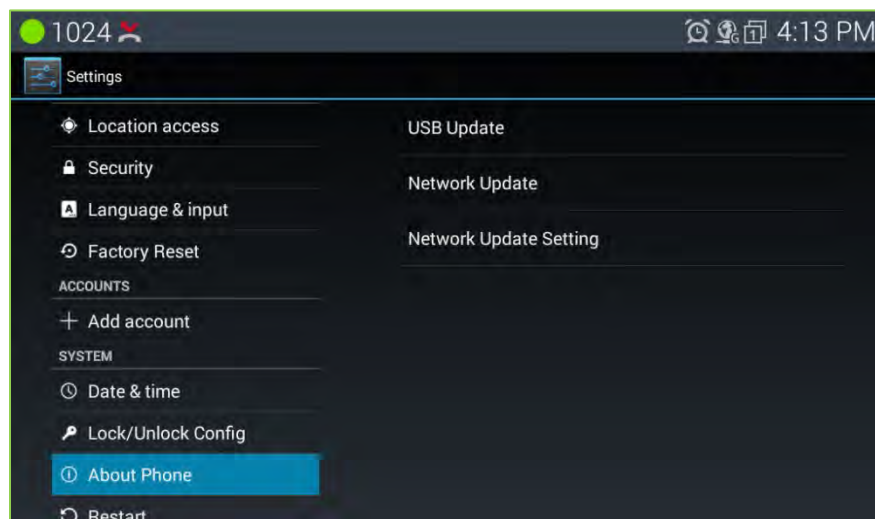 1024 4:13 PM
Settings
Location access
Security
Language & input
Factory Reset
ACCOUNTS
Add account
SYSTEM
Date & time
Lock/Unlock Config
About Phone
Restart
USB Update
Network Update
Network Update Setting